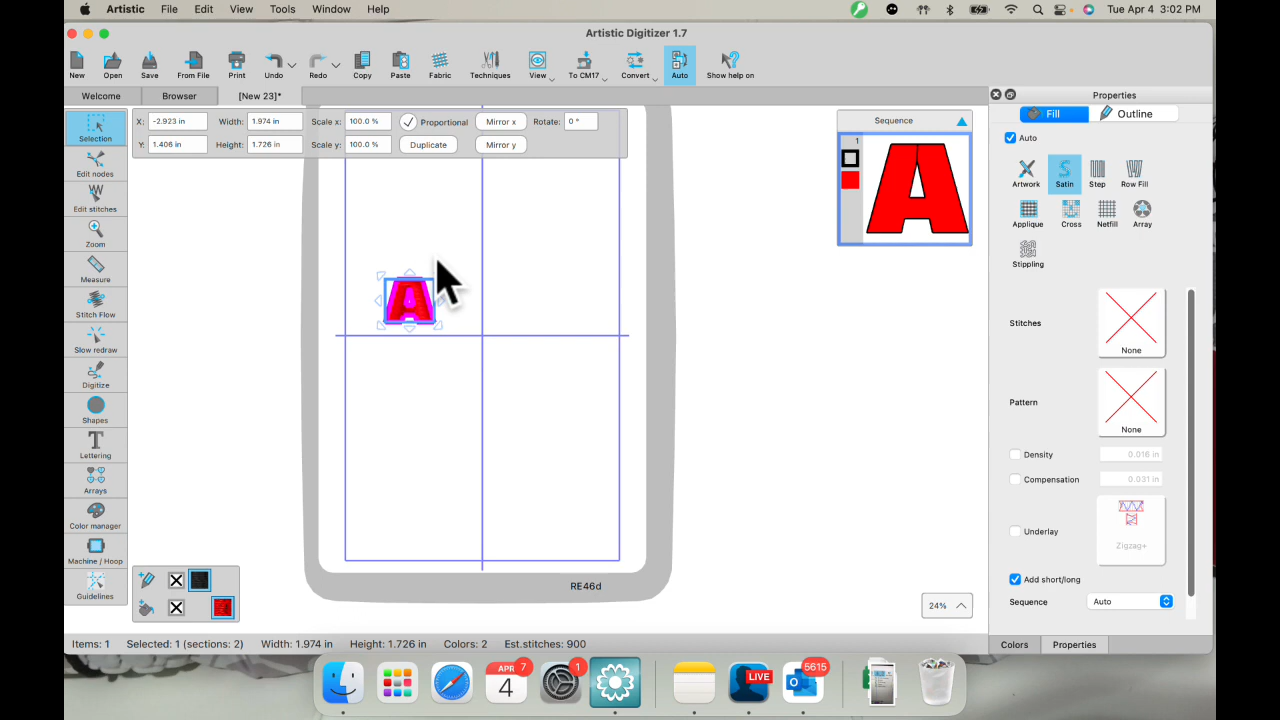 Artistic File Edit View Tools Window Help Tue Apr 4 3:02 PM
Artistic Digitizer 1.7
New Open Save From File Print Undo Redo Copy Paste Fabric Techniques View To CM17 Convert Auto Show help on
Welcome Browser [New 23]*
X: -2.923 in Width: 1.974 in Scale x: 100.0 % Proportional Mirror x Rotate: 0 °
Y: 1.406 in Height: 1.726 in Scale y: 100.0 % Duplicate Mirror y
Selection
Edit nodes
Edit stitches
Zoom
Measure
Stitch Flow
Slow redraw
Digitize
Shapes
T
Lettering
Arrays
Color manager
Machine / Hoop
Guidelines
A
RE46d
Sequence
1
A
24%
Properties
Fill Outline
Auto
Artwork Satin Step Row Fill
Applique Cross Netfill Array
Stippling
Stitches None
Pattern None
Density 0.016 in
Compensation 0.031 in
Underlay Zigzag+
Add short/long
Sequence Auto
Colors Properties
Items: 1 Selected: 1 (sections: 2) Width: 1.974 in Height: 1.726 in Colors: 2 Est.stitches: 900
APR 7
4
1
LIVE
5615